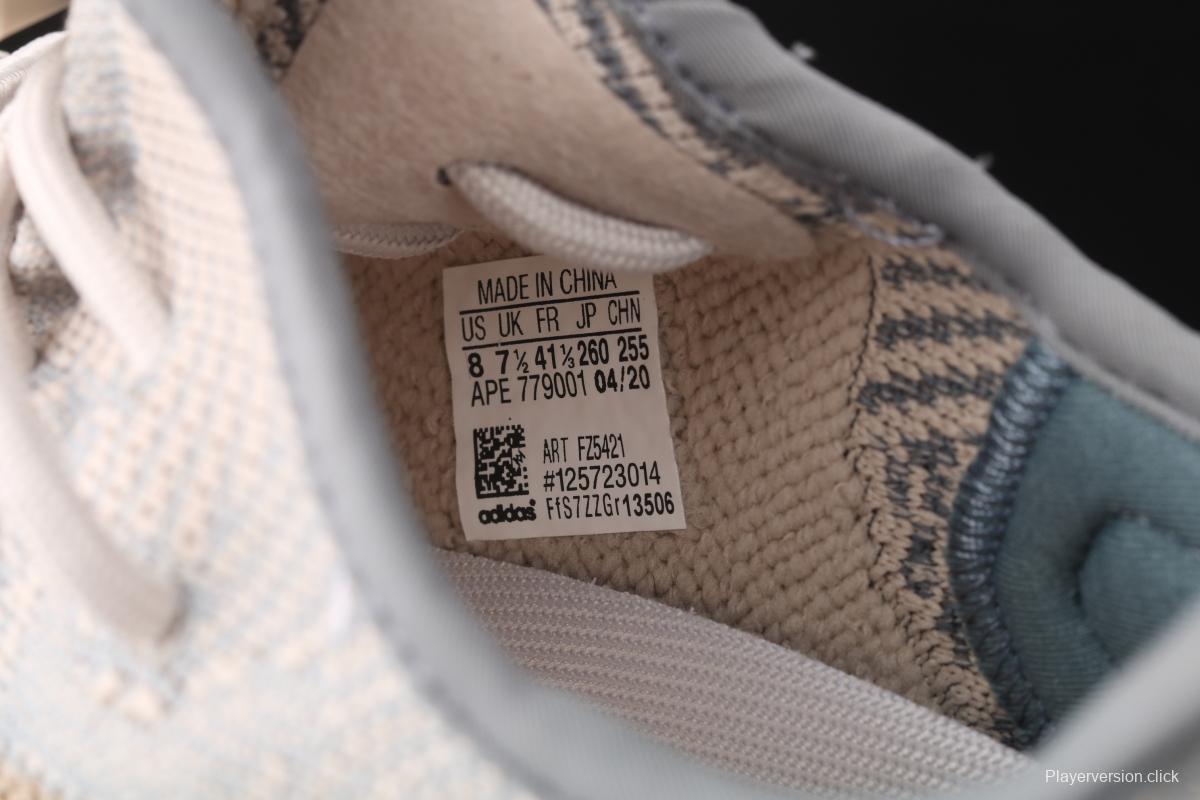 MADE IN CHINA
US UK FR JP CHN
8 7½ 41⅓ 260 255
APE 779001 04/20
ART FZ5421
#125723014
adidas FfS7ZZGr13506
Playerversion.click